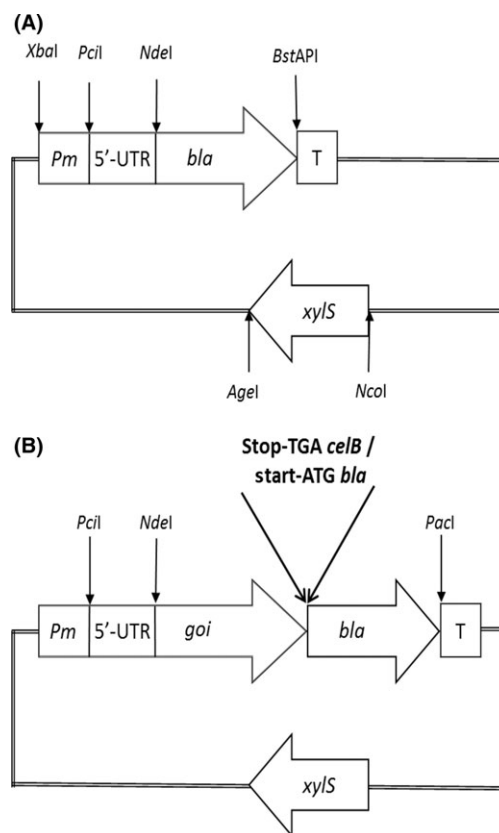 (A)
XbaI PciI NdeI BstAPI
Pm 5’-UTR bla T
xylS
AgeI NcoI
(B)
Stop-TGA celB /
start-ATG bla
PciI NdeI PacI
Pm 5’-UTR goi bla T
xylS